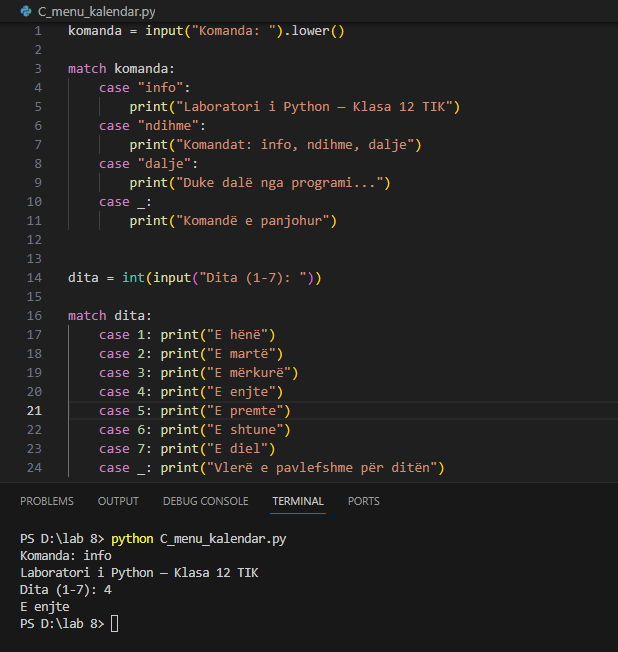 C_menu_kalendar.py
1 komanda = input("Komanda: ").lower()
2
3 match komanda:
4 case "info":
5 print("Laboratori i Python – Klasa 12 TIK")
6 case "ndihme":
7 print("Komandat: info, ndihme, dalje")
8 case "dalje":
9 print("Duke dalë nga programi...")
10 case _:
11 print("Komandë e panjohur")
12
13
14 dita = int(input("Dita (1-7): "))
15
16 match dita:
17 case 1: print("E hënë")
18 case 2: print("E martë")
19 case 3: print("E mërkurë")
20 case 4: print("E enjte")
21 case 5: print("E premte")
22 case 6: print("E shtune")
23 case 7: print("E diel")
24 case _: print("Vlerë e pavlefshme për ditën")
PROBLEMS OUTPUT DEBUG CONSOLE TERMINAL PORTS
PS D:\lab 8> python C_menu_kalendar.py
Komanda: info
Laboratori i Python – Klasa 12 TIK
Dita (1-7): 4
E enjte
PS D:\lab 8>